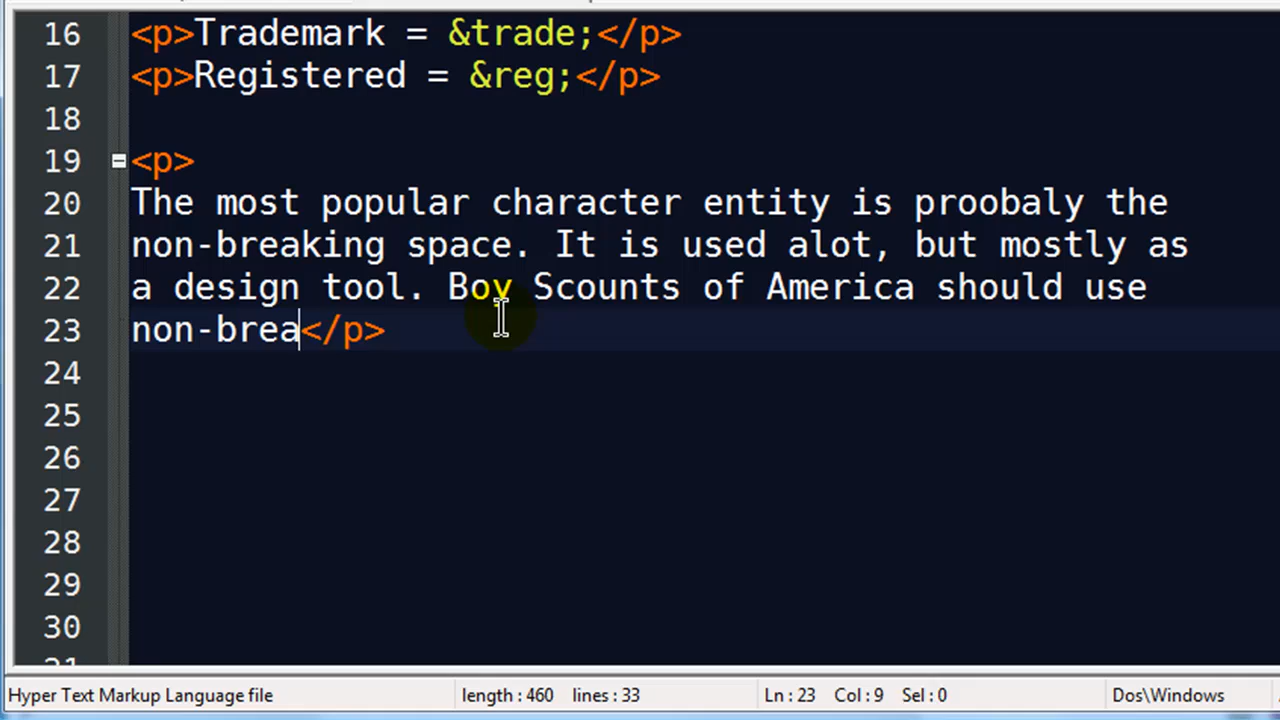 16 <p>Trademark = &trade;</p>
17 <p>Registered = &reg;</p>
18
19 <p>
20 The most popular character entity is proobaly the
21 non-breaking space. It is used alot, but mostly as
22 a design tool. Boy Scounts of America should use
23 non-brea</p>
24
25
26
27
28
29
30
Hyper Text Markup Language file length : 460 lines : 33 Ln : 23 Col : 9 Sel : 0 Dos\Windows